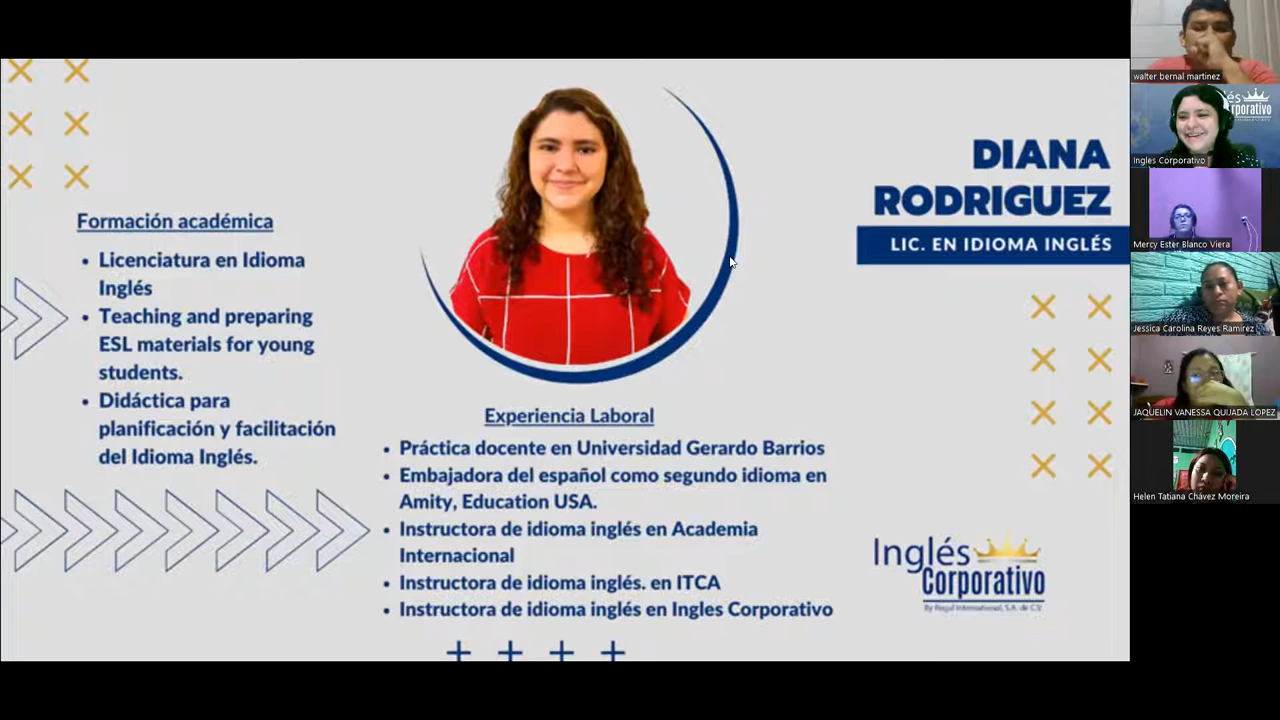 Formación académica
• Licenciatura en Idioma
Inglés
• Teaching and preparing
ESL materials for young
students.
• Didáctica para
planificación y facilitación
del Idioma Inglés.
Experiencia Laboral
• Práctica docente en Universidad Gerardo Barrios
• Embajadora del español como segundo idioma en
Amity, Education USA.
• Instructora de idioma inglés en Academia
Internacional
• Instructora de idioma inglés. en ITCA
• Instructora de idioma inglés en Ingles Corporativo
DIANA
RODRIGUEZ
LIC. EN IDIOMA INGLÉS
Inglés
Corporativo
By Regal International, S.A. de C.V.
walter bernal martinez
Ingles Corporativo
Mercy Ester Blanco Viera
Jessica Carolina Reyes Ramirez
JAQUELIN VANESSA QUIJADA LOPEZ
Helen Tatiana Chávez Moreira